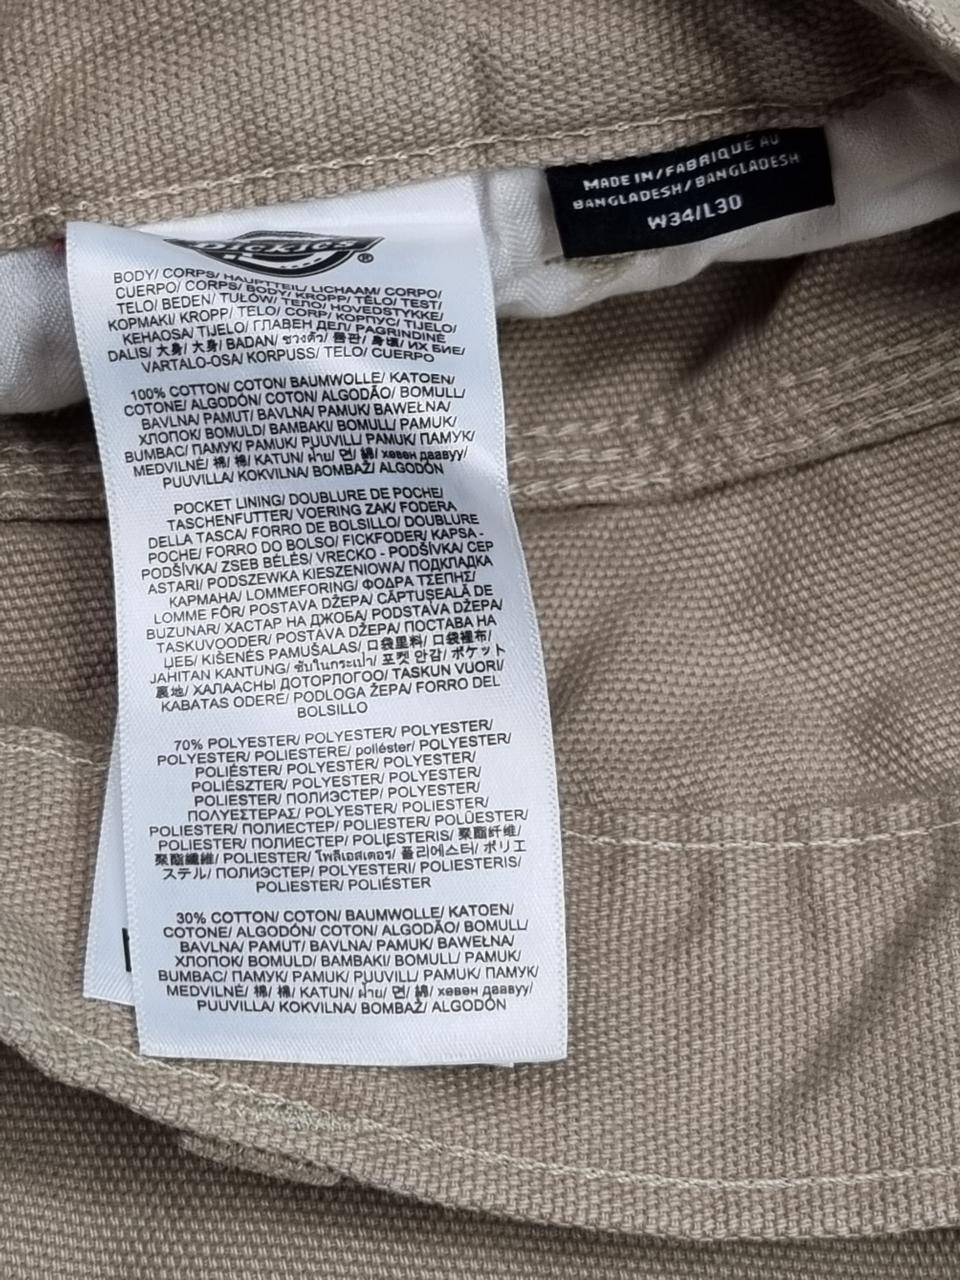 MADE IN/FABRIQUÉ AU
BANGLADESH/BANGLADESH
W34/L30
DICKIES®
BODY/ CORPS/ HAUPTTEIL/ LICHAAM/ CORPO/
CUERPO/ CORPS/ BODY/ KROPP/ TĚLO/ TEST/
TELO/ BEDEN/ TUŁÓW/ ТЕЛО/ HOVEDSTYKKE/
ΚΟΡΜΑΚΙ/ KROPP/ TELO/ CORP/ КОРПУС/ TIJELO/
KEHAOSA/ TIJELO/ ГЛАВЕН ДЕЛ/ PAGRINDINĖ
DALIS/ 大身/ 大身/ BADAN/ ช่วงตัว/ 몸판/ 身頃/ ИХ БИЕ/
VARTALO-OSA/ KORPUSS/ TELO/ CUERPO
100% COTTON/ COTON/ BAUMWOLLE/ KATOEN/
COTONE/ ALGODÓN/ COTON/ ALGODÃO/ BOMULL/
BAVLNA/ PAMUT/ BAVLNA/ PAMUK/ BAWEŁNA/
ХЛОПОК/ BOMULD/ ΒΑΜΒΑΚΙ/ BOMULL/ PAMUK/
BUMBAC/ ПАМУК/ PAMUK/ PUUVILL/ PAMUK/ ПАМУК/
MEDVILNĖ/ 棉/ 棉/ KATUN/ ฝ้าย/ 면/ 綿/ хөвөн даавуу/
PUUVILLA/ KOKVILNA/ BOMBAŽ/ ALGODÓN
POCKET LINING/ DOUBLURE DE POCHE/
TASCHENFUTTER/ VOERING ZAK/ FODERA
DELLA TASCA/ FORRO DE BOLSILLO/ DOUBLURE
POCHE/ FORRO DO BOLSO/ FICKFODER/ KAPSA -
PODŠÍVKA/ ZSEB BÉLÉS/ VRECKO - PODŠÍVKA/ CEP
ASTARI/ PODSZEWKA KIESZENIOWA/ ПОДКЛАДКА
КАРМАНА/ LOMMEFORING/ ΦΟΔΡΑ ΤΣΕΠΗΣ/
LOMME FÔR/ POSTAVA DŽEPA/ CĂPTUŞEALĂ DE
BUZUNAR/ ХАСТАР НА ДЖОБА/ PODSTAVA DŽEPA/
TASKUVOODER/ POSTAVA DŽEPA/ ПОСТАВА НА
ЏЕБ/ KIŠENĖS PAMUŠALAS/ 口袋里料/ 口袋裡布/
JAHITAN KANTUNG/ ซับในกระเป๋า/ 포켓 안감/ ポケット
裏地/ ХАЛААСНЫ ДОТОРЛОГОО/ TASKUN VUORI/
KABATAS ODERE/ PODLOGA ŽEPA/ FORRO DEL
BOLSILLO
70% POLYESTER/ POLYESTER/ POLYESTER/
POLYESTER/ POLIESTERE/ poliéster/ POLYESTER/
POLIÉSTER/ POLYESTER/ POLYESTER/
POLIÉSZTER/ POLYESTER/ POLYESTER/
POLIESTER/ ПОЛИЭСТЕР/ POLYESTER/
ΠΟΛΥΕΣΤΕΡΑΣ/ POLYESTER/ POLYESTER/
POLIESTER/ ПОЛИЕСТЕР/ POLIESTER/ POLÜESTER/
POLIESTER/ ПОЛИЕСТЕР/ POLIESTERIS/ 聚酯纤维/
聚酯纖維/ POLIESTER/ โพลีเอสเตอร์/ 폴리에스터/ ポリエ
ステル/ ПОЛИЭСТЕР/ POLYESTERI/ POLIESTERIS/
POLIESTER/ POLIÉSTER
30% COTTON/ COTON/ BAUMWOLLE/ KATOEN/
COTONE/ ALGODÓN/ COTON/ ALGODÃO/ BOMULL/
BAVLNA/ PAMUT/ BAVLNA/ PAMUK/ BAWEŁNA/
ХЛОПОК/ BOMULD/ ΒΑΜΒΑΚΙ/ BOMULL/ PAMUK/
BUMBAC/ ПАМУК/ PAMUK/ PUUVILL/ PAMUK/ ПАМУК/
MEDVILNĖ/ 棉/ 棉/ KATUN/ ฝ้าย/ 면/ 綿/ хөвөн даавуу/
PUUVILLA/ KOKVILNA/ BOMBAŽ/ ALGODÓN